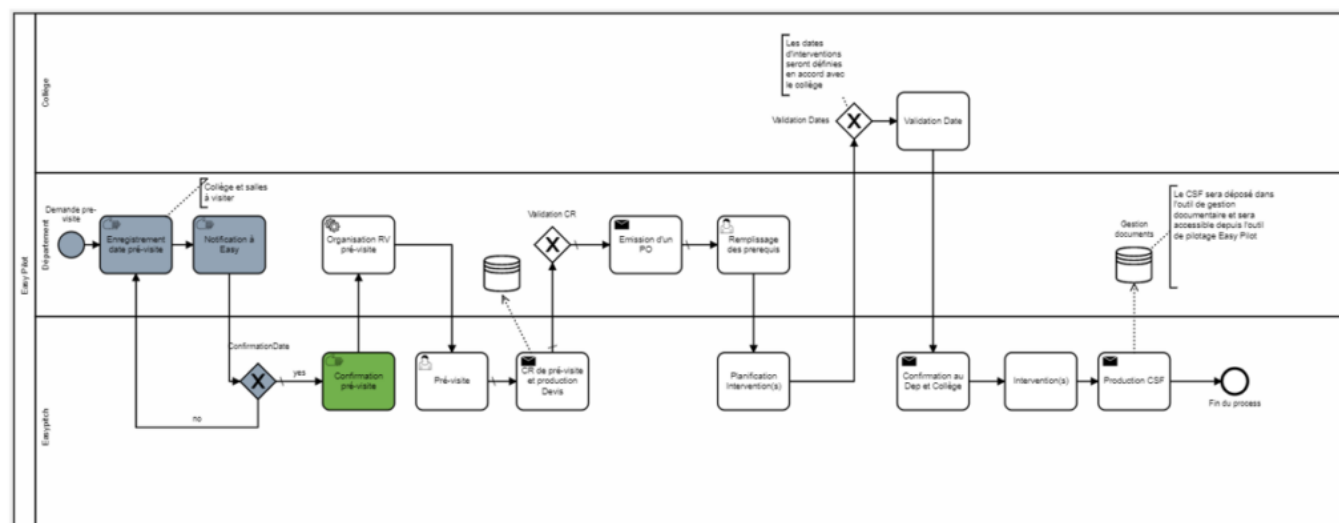 Easy Pilot
Collège
Les dates
d'interventions
seront définies
en accord avec
le collège
Validation Dates
Validation Date
Département
Demande pre-
visite
Collège et salles
à visiter
Enregistrement
date pré-visite
Notification à
Easy
Organisation RV
pré-visite
Validation CR
Emission d'un
PO
Remplissage
des prerequis
Gestion
documents
Le CSF sera déposé dans
l'outil de gestion
documentaire et sera
accessible depuis l'outil
de pilotage Easy Pilot
Easypitch
ConfirmationDate
yes
no
Confirmation
pré-visite
Pré-visite
CR de pré-visite
et production
Devis
Planification
Intervention(s)
Confirmation au
Dep et Collège
Intervention(s)
Production CSF
Fin du process